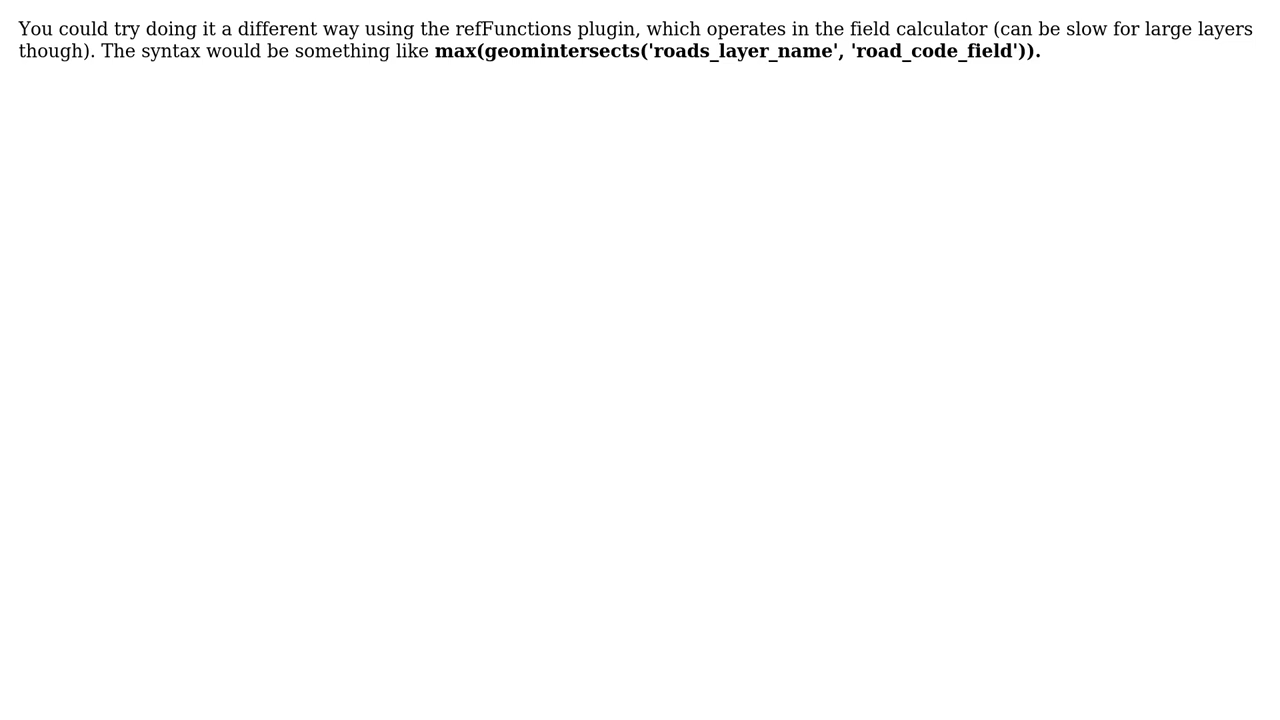 You could try doing it a different way using the refFunctions plugin, which operates in the field calculator (can be slow for large layers
though). The syntax would be something like max(geomintersects('roads_layer_name', 'road_code_field')).